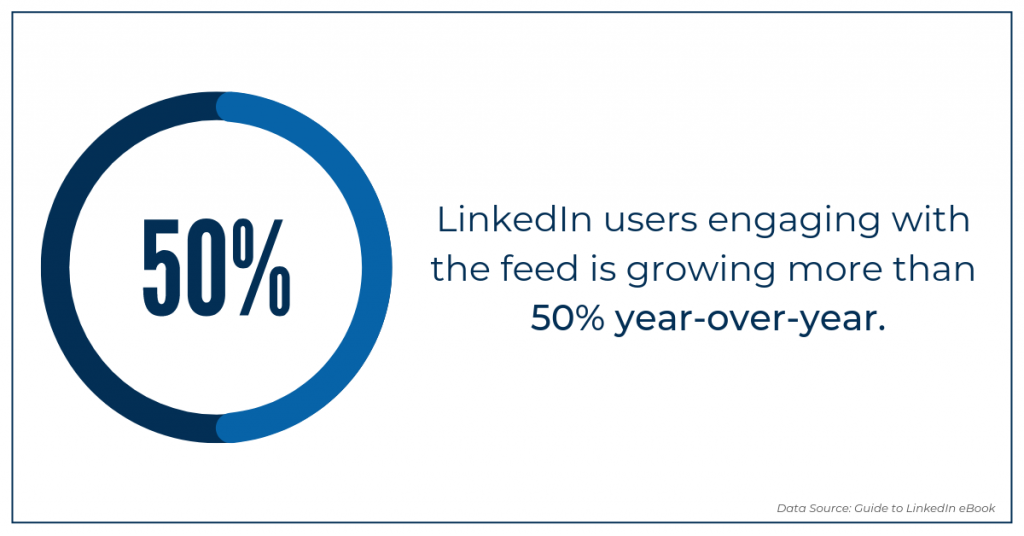 50%
LinkedIn users engaging with
the feed is growing more than
50% year-over-year.
Data Source: Guide to LinkedIn eBook